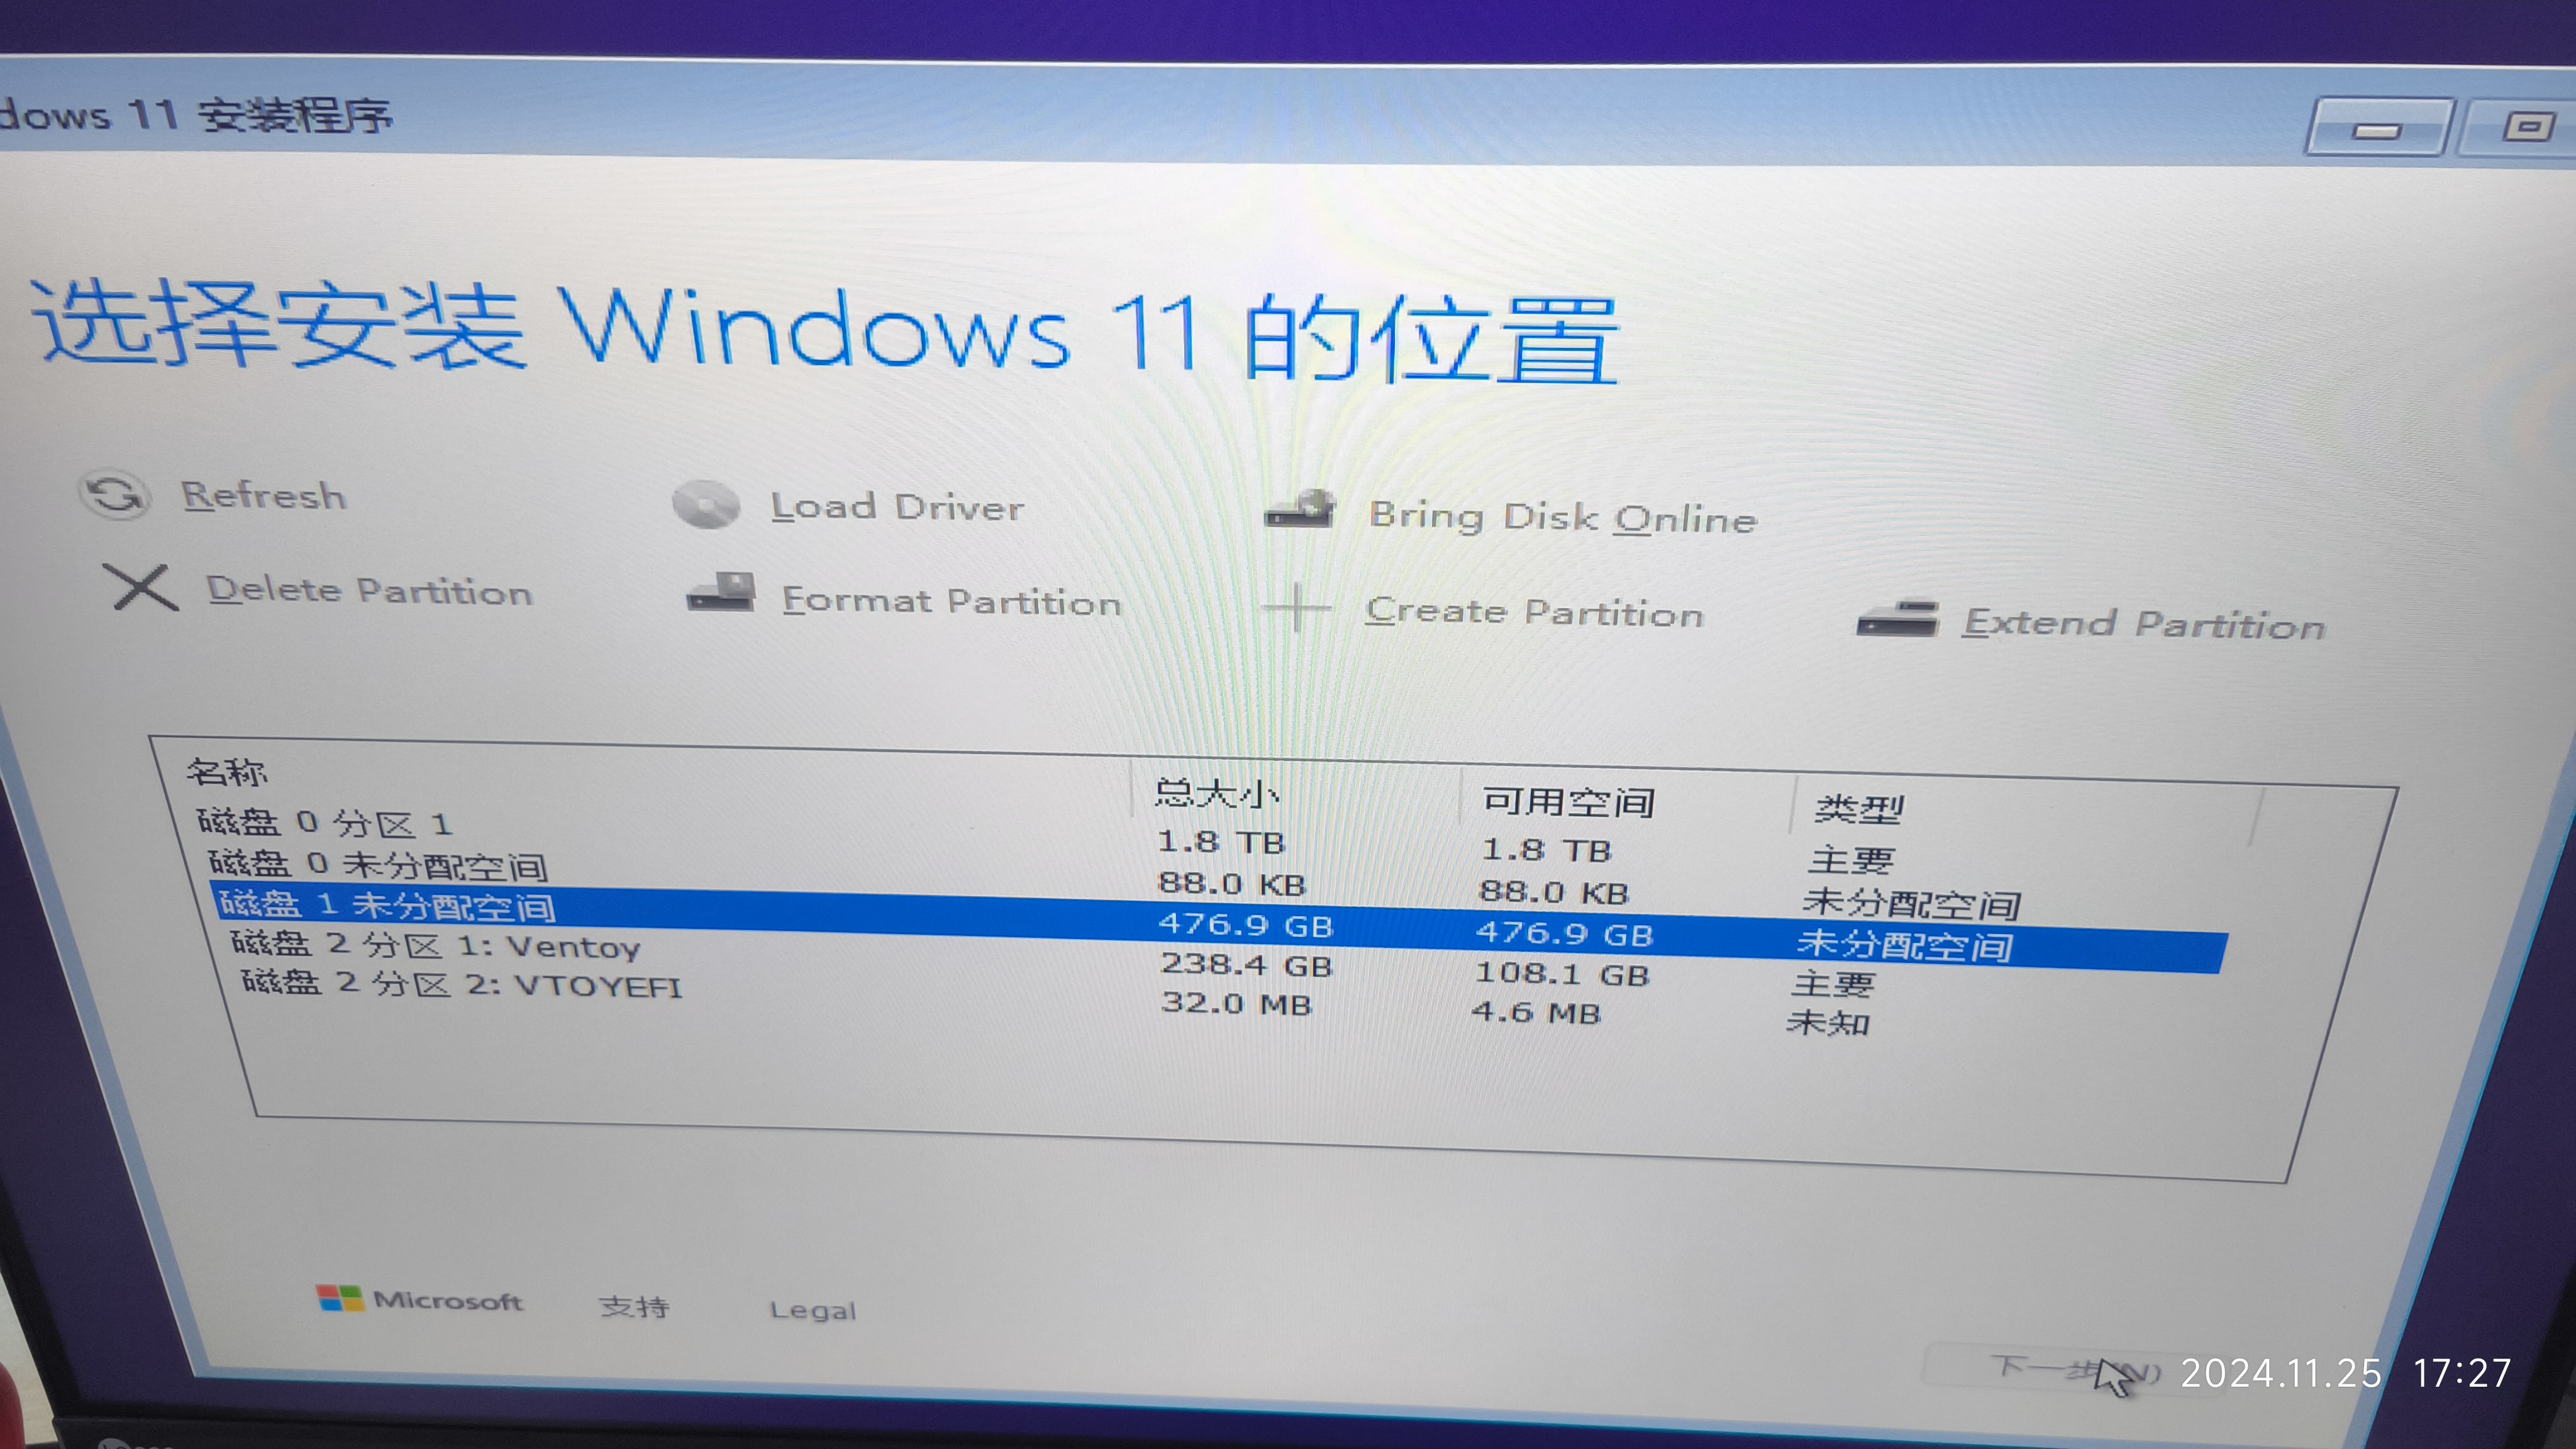 dows 11 安装程序
选择安装 Windows 11 的位置
Refresh Load Driver Bring Disk Online
Delete Partition Format Partition Create Partition Extend Partition
名称 总大小 可用空间 类型
磁盘 0 分区 1 1.8 TB 1.8 TB 主要
磁盘 0 未分配空间 88.0 KB 88.0 KB 未分配空间
磁盘 1 未分配空间 476.9 GB 476.9 GB 未分配空间
磁盘 2 分区 1: Ventoy 238.4 GB 108.1 GB 主要
磁盘 2 分区 2: VTOYEFI 32.0 MB 4.6 MB 未知
Microsoft 支持 Legal
下一步(N)
2024.11.25 17:27